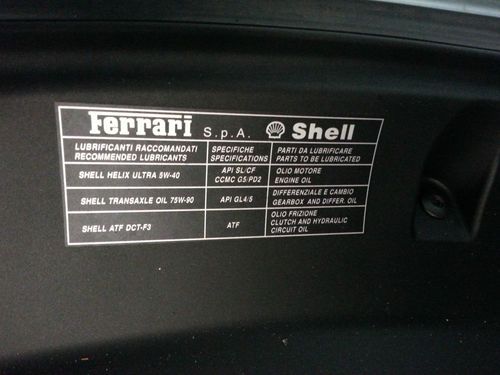 Ferrari S.p.A. Shell
LUBRIFICANTI RACCOMANDATI
RECOMMENDED LUBRICANTS
SPECIFICHE
SPECIFICATIONS
PARTI DA LUBRIFICARE
PARTS TO BE LUBRICATED
SHELL HELIX ULTRA 5W-40
API SL/CF
CCMC G5/PD2
OLIO MOTORE
ENGINE OIL
SHELL TRANSAXLE OIL 75W-90
API GL4/5
DIFFERENZIALE E CAMBIO
GEARBOX AND DIFFER. OIL
SHELL ATF DCT-F3
ATF
OLIO FRIZIONE
CLUTCH AND HYDRAULIC
CIRCUIT OIL